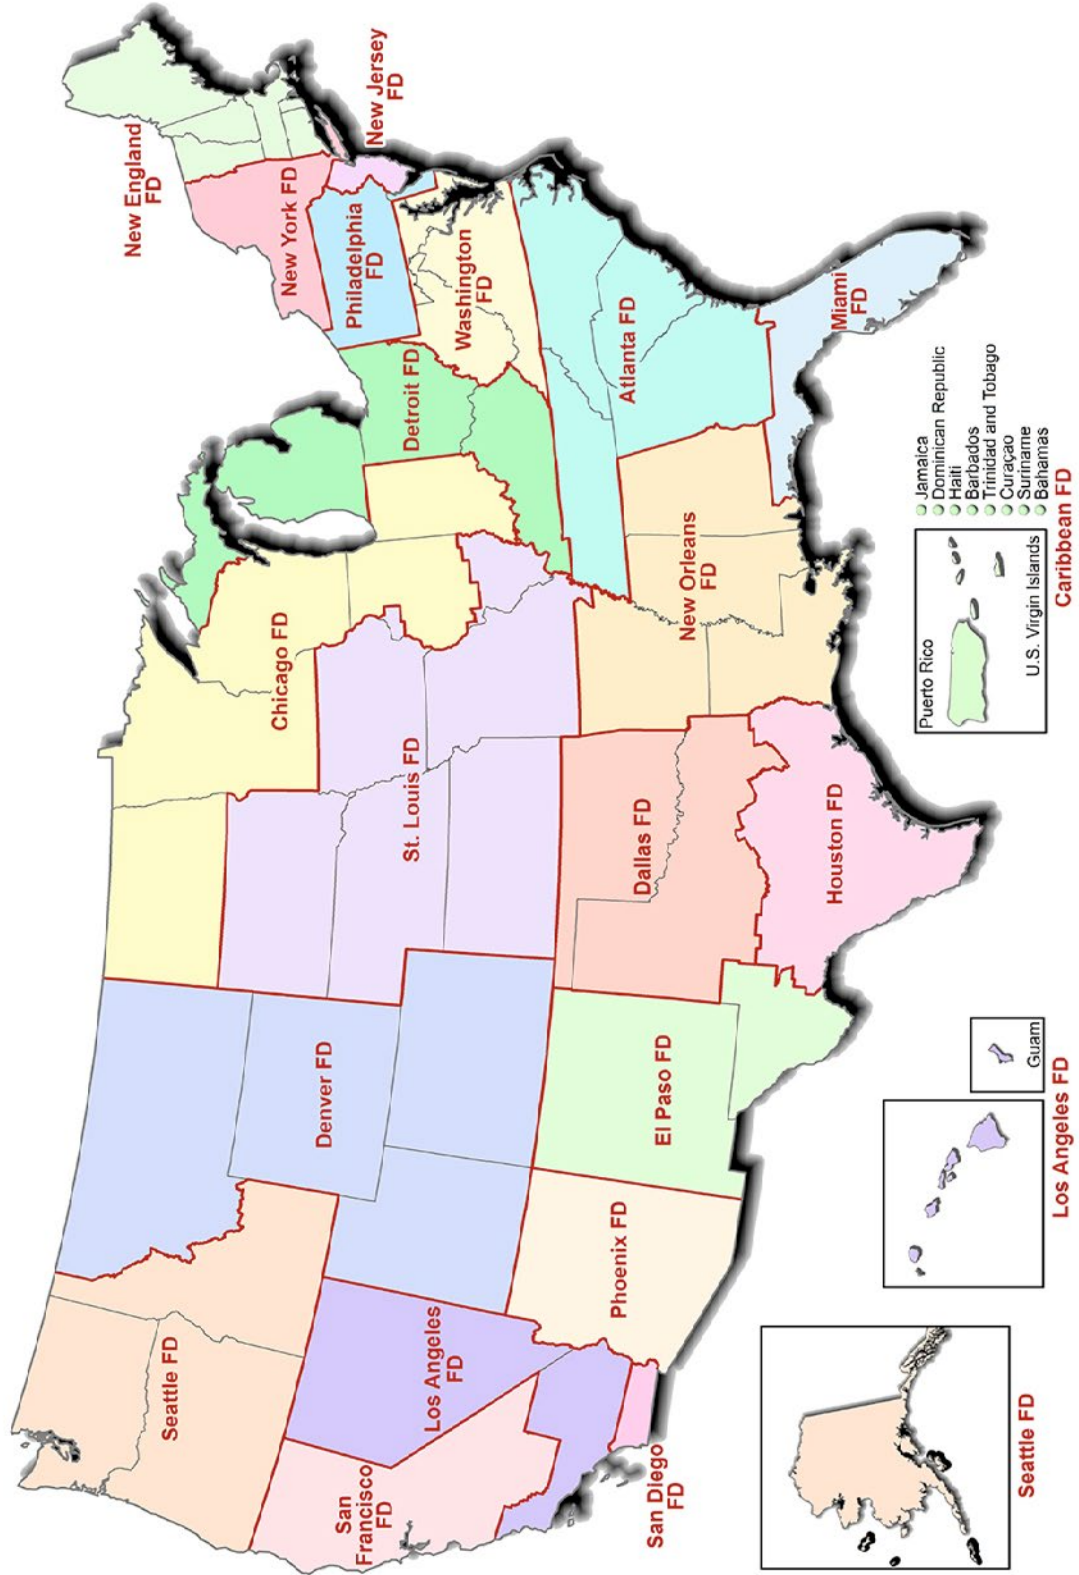 New England
FD
New York FD
New Jersey
FD
Philadelphia
FD
Washington
FD
Detroit FD
Chicago FD
Atlanta FD
Miami
FD
New Orleans
FD
St. Louis FD
Dallas FD
Houston FD
Denver FD
El Paso FD
Phoenix FD
Seattle FD
Los Angeles
FD
San
Francisco
FD
San Diego
FD
Seattle FD
Guam
Los Angeles FD
Puerto Rico
U.S. Virgin Islands
Jamaica
Dominican Republic
Haiti
Barbados
Trinidad and Tobago
Curaçao
Suriname
Bahamas
Caribbean FD